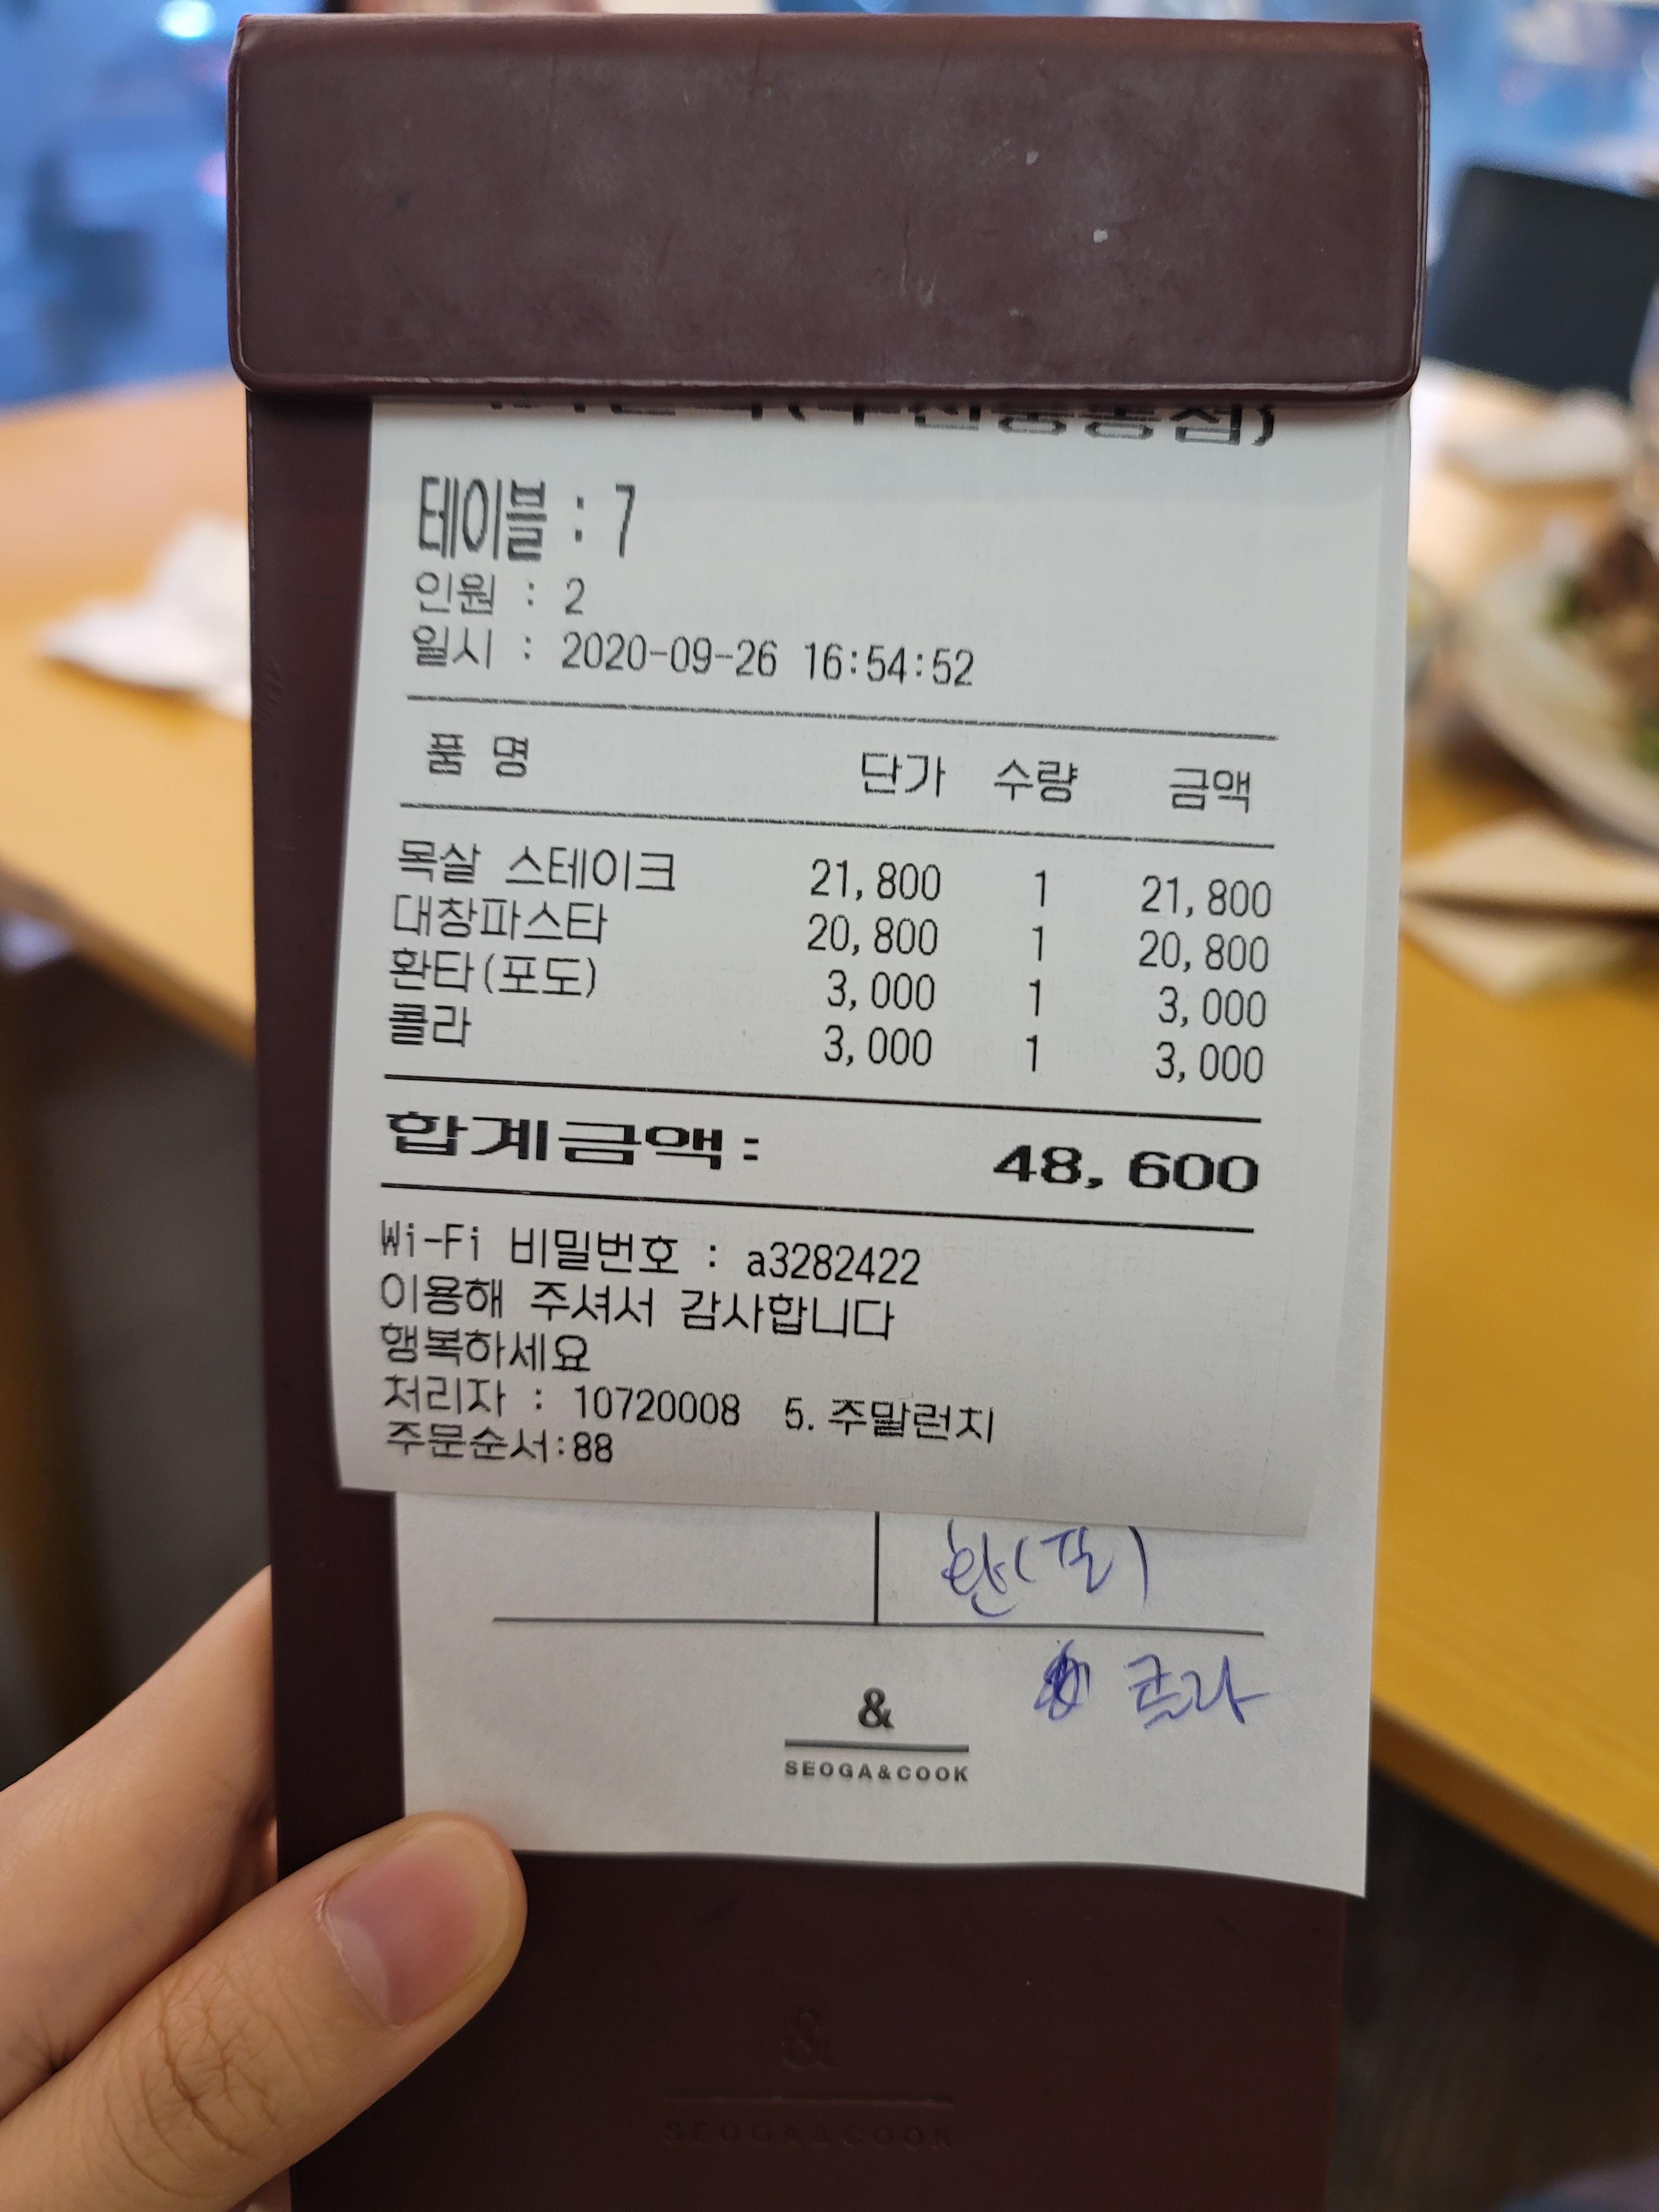 테이블 : 7
인원 : 2
일시 : 2020-09-26 16:54:52
품 명 단가 수량 금액
목살 스테이크 21,800 1 21,800
대창파스타 20,800 1 20,800
환타(포도) 3,000 1 3,000
콜라 3,000 1 3,000
합계금액: 48,600
Wi-Fi 비밀번호 : a3282422
이용해 주셔서 감사합니다
행복하세요
처리자 : 10720008 5.주말런치
주문순서:88
환(포)
콜라
&
SEOGA&COOK
&
SEOGA&COOK